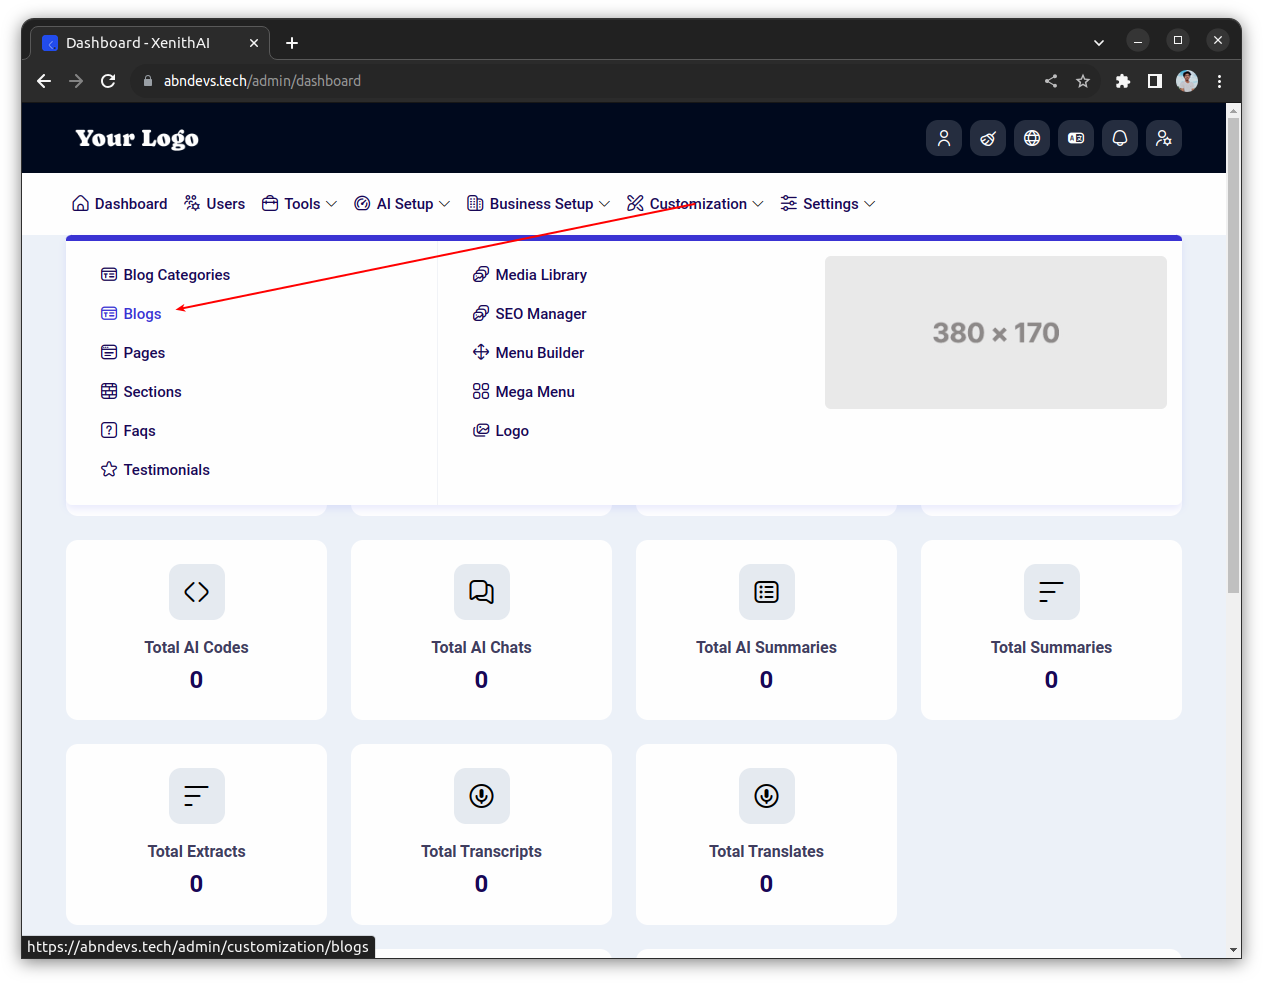 Dashboard - XenithAI
abndevs.tech/admin/dashboard
Your Logo
Dashboard Users Tools AI Setup Business Setup Customization Settings
Blog Categories
Blogs
Pages
Sections
Faqs
Testimonials
Media Library
SEO Manager
Menu Builder
Mega Menu
Logo
380 × 170
Total AI Codes
0
Total AI Chats
0
Total AI Summaries
0
Total Summaries
0
Total Extracts
0
Total Transcripts
0
Total Translates
0
https://abndevs.tech/admin/customization/blogs